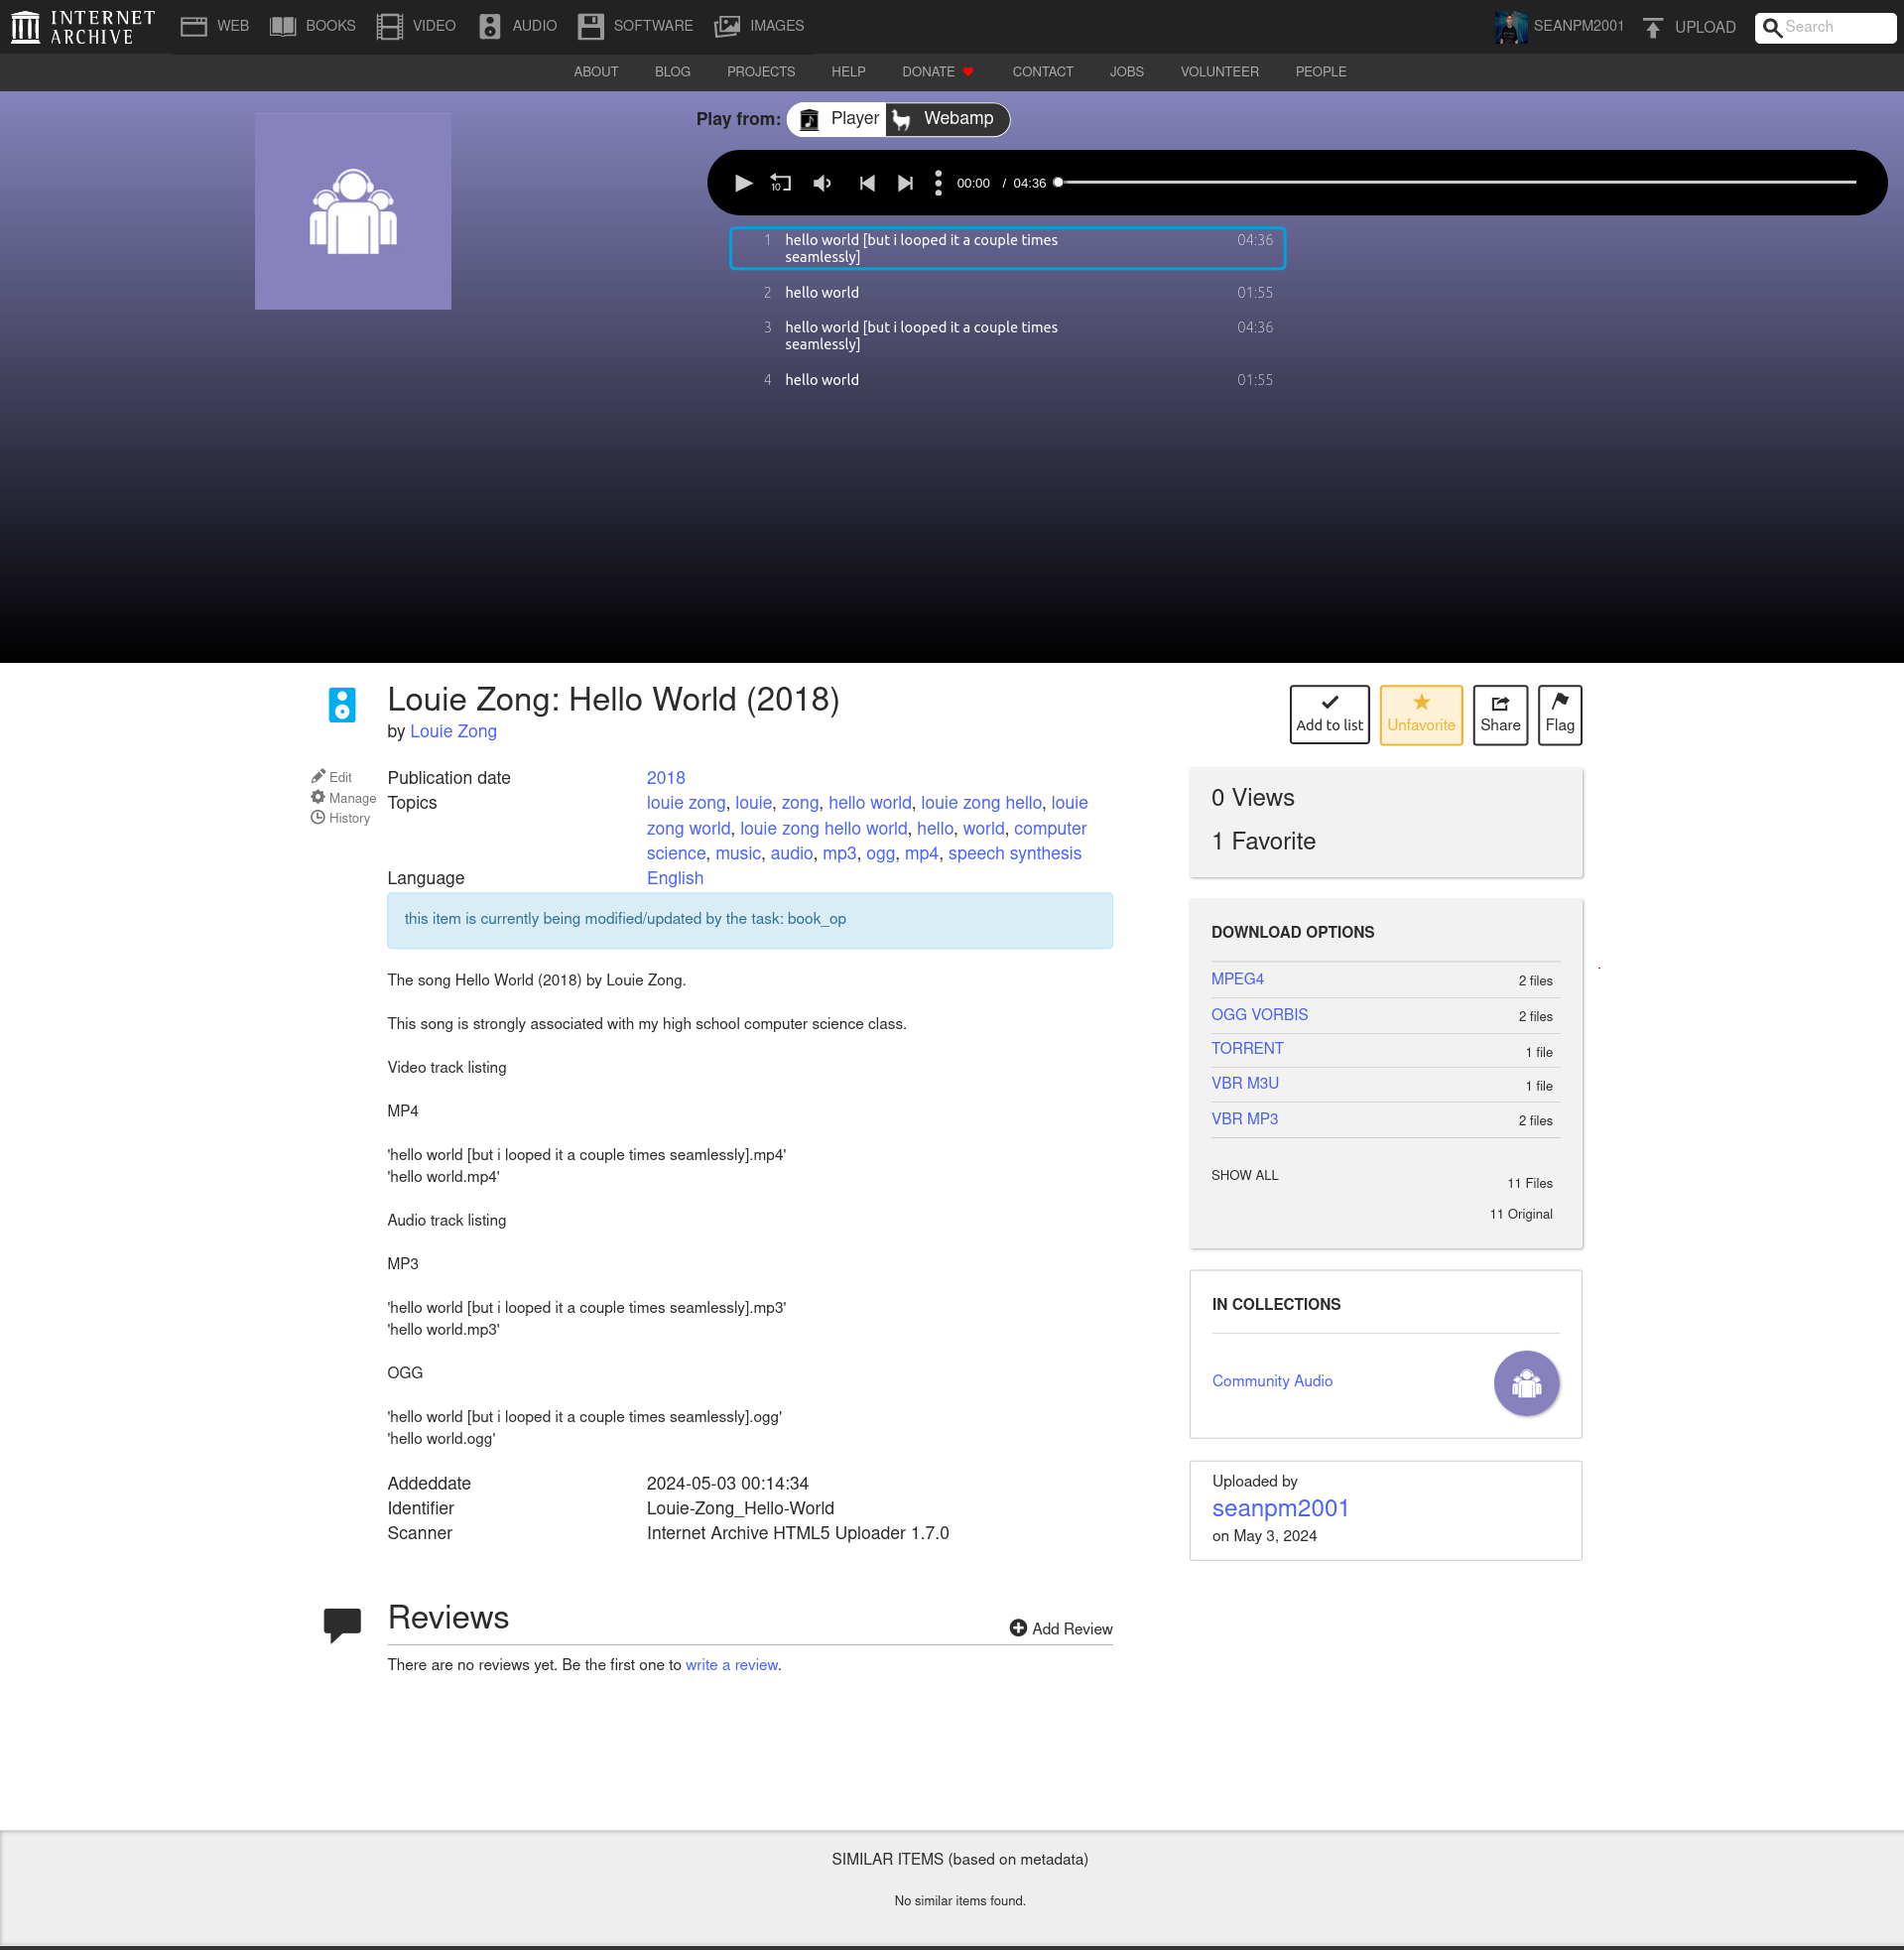 INTERNET ARCHIVE
WEB BOOKS VIDEO AUDIO SOFTWARE IMAGES SEANPM2001 UPLOAD Search
ABOUT BLOG PROJECTS HELP DONATE CONTACT JOBS VOLUNTEER PEOPLE
Play from: Player Webamp
10 00:00 / 04:36
1 hello world [but i looped it a couple times 04:36
seamlessly]
2 hello world 01:55
3 hello world [but i looped it a couple times 04:36
seamlessly]
4 hello world 01:55
Louie Zong: Hello World (2018)
by Louie Zong
Add to list Unfavorite Share Flag
Edit
Manage
History
Publication date 2018
Topics louie zong, louie, zong, hello world, louie zong hello, louie
zong world, louie zong hello world, hello, world, computer
science, music, audio, mp3, ogg, mp4, speech synthesis
Language English
this item is currently being modified/updated by the task: book_op
The song Hello World (2018) by Louie Zong.
This song is strongly associated with my high school computer science class.
Video track listing
MP4
'hello world [but i looped it a couple times seamlessly].mp4'
'hello world.mp4'
Audio track listing
MP3
'hello world [but i looped it a couple times seamlessly].mp3'
'hello world.mp3'
OGG
'hello world [but i looped it a couple times seamlessly].ogg'
'hello world.ogg'
Addeddate 2024-05-03 00:14:34
Identifier Louie-Zong_Hello-World
Scanner Internet Archive HTML5 Uploader 1.7.0
0 Views
1 Favorite
DOWNLOAD OPTIONS
MPEG4 2 files
OGG VORBIS 2 files
TORRENT 1 file
VBR M3U 1 file
VBR MP3 2 files
SHOW ALL 11 Files
11 Original
IN COLLECTIONS
Community Audio
Uploaded by
seanpm2001
on May 3, 2024
Reviews
Add Review
There are no reviews yet. Be the first one to write a review.
SIMILAR ITEMS (based on metadata)
No similar items found.